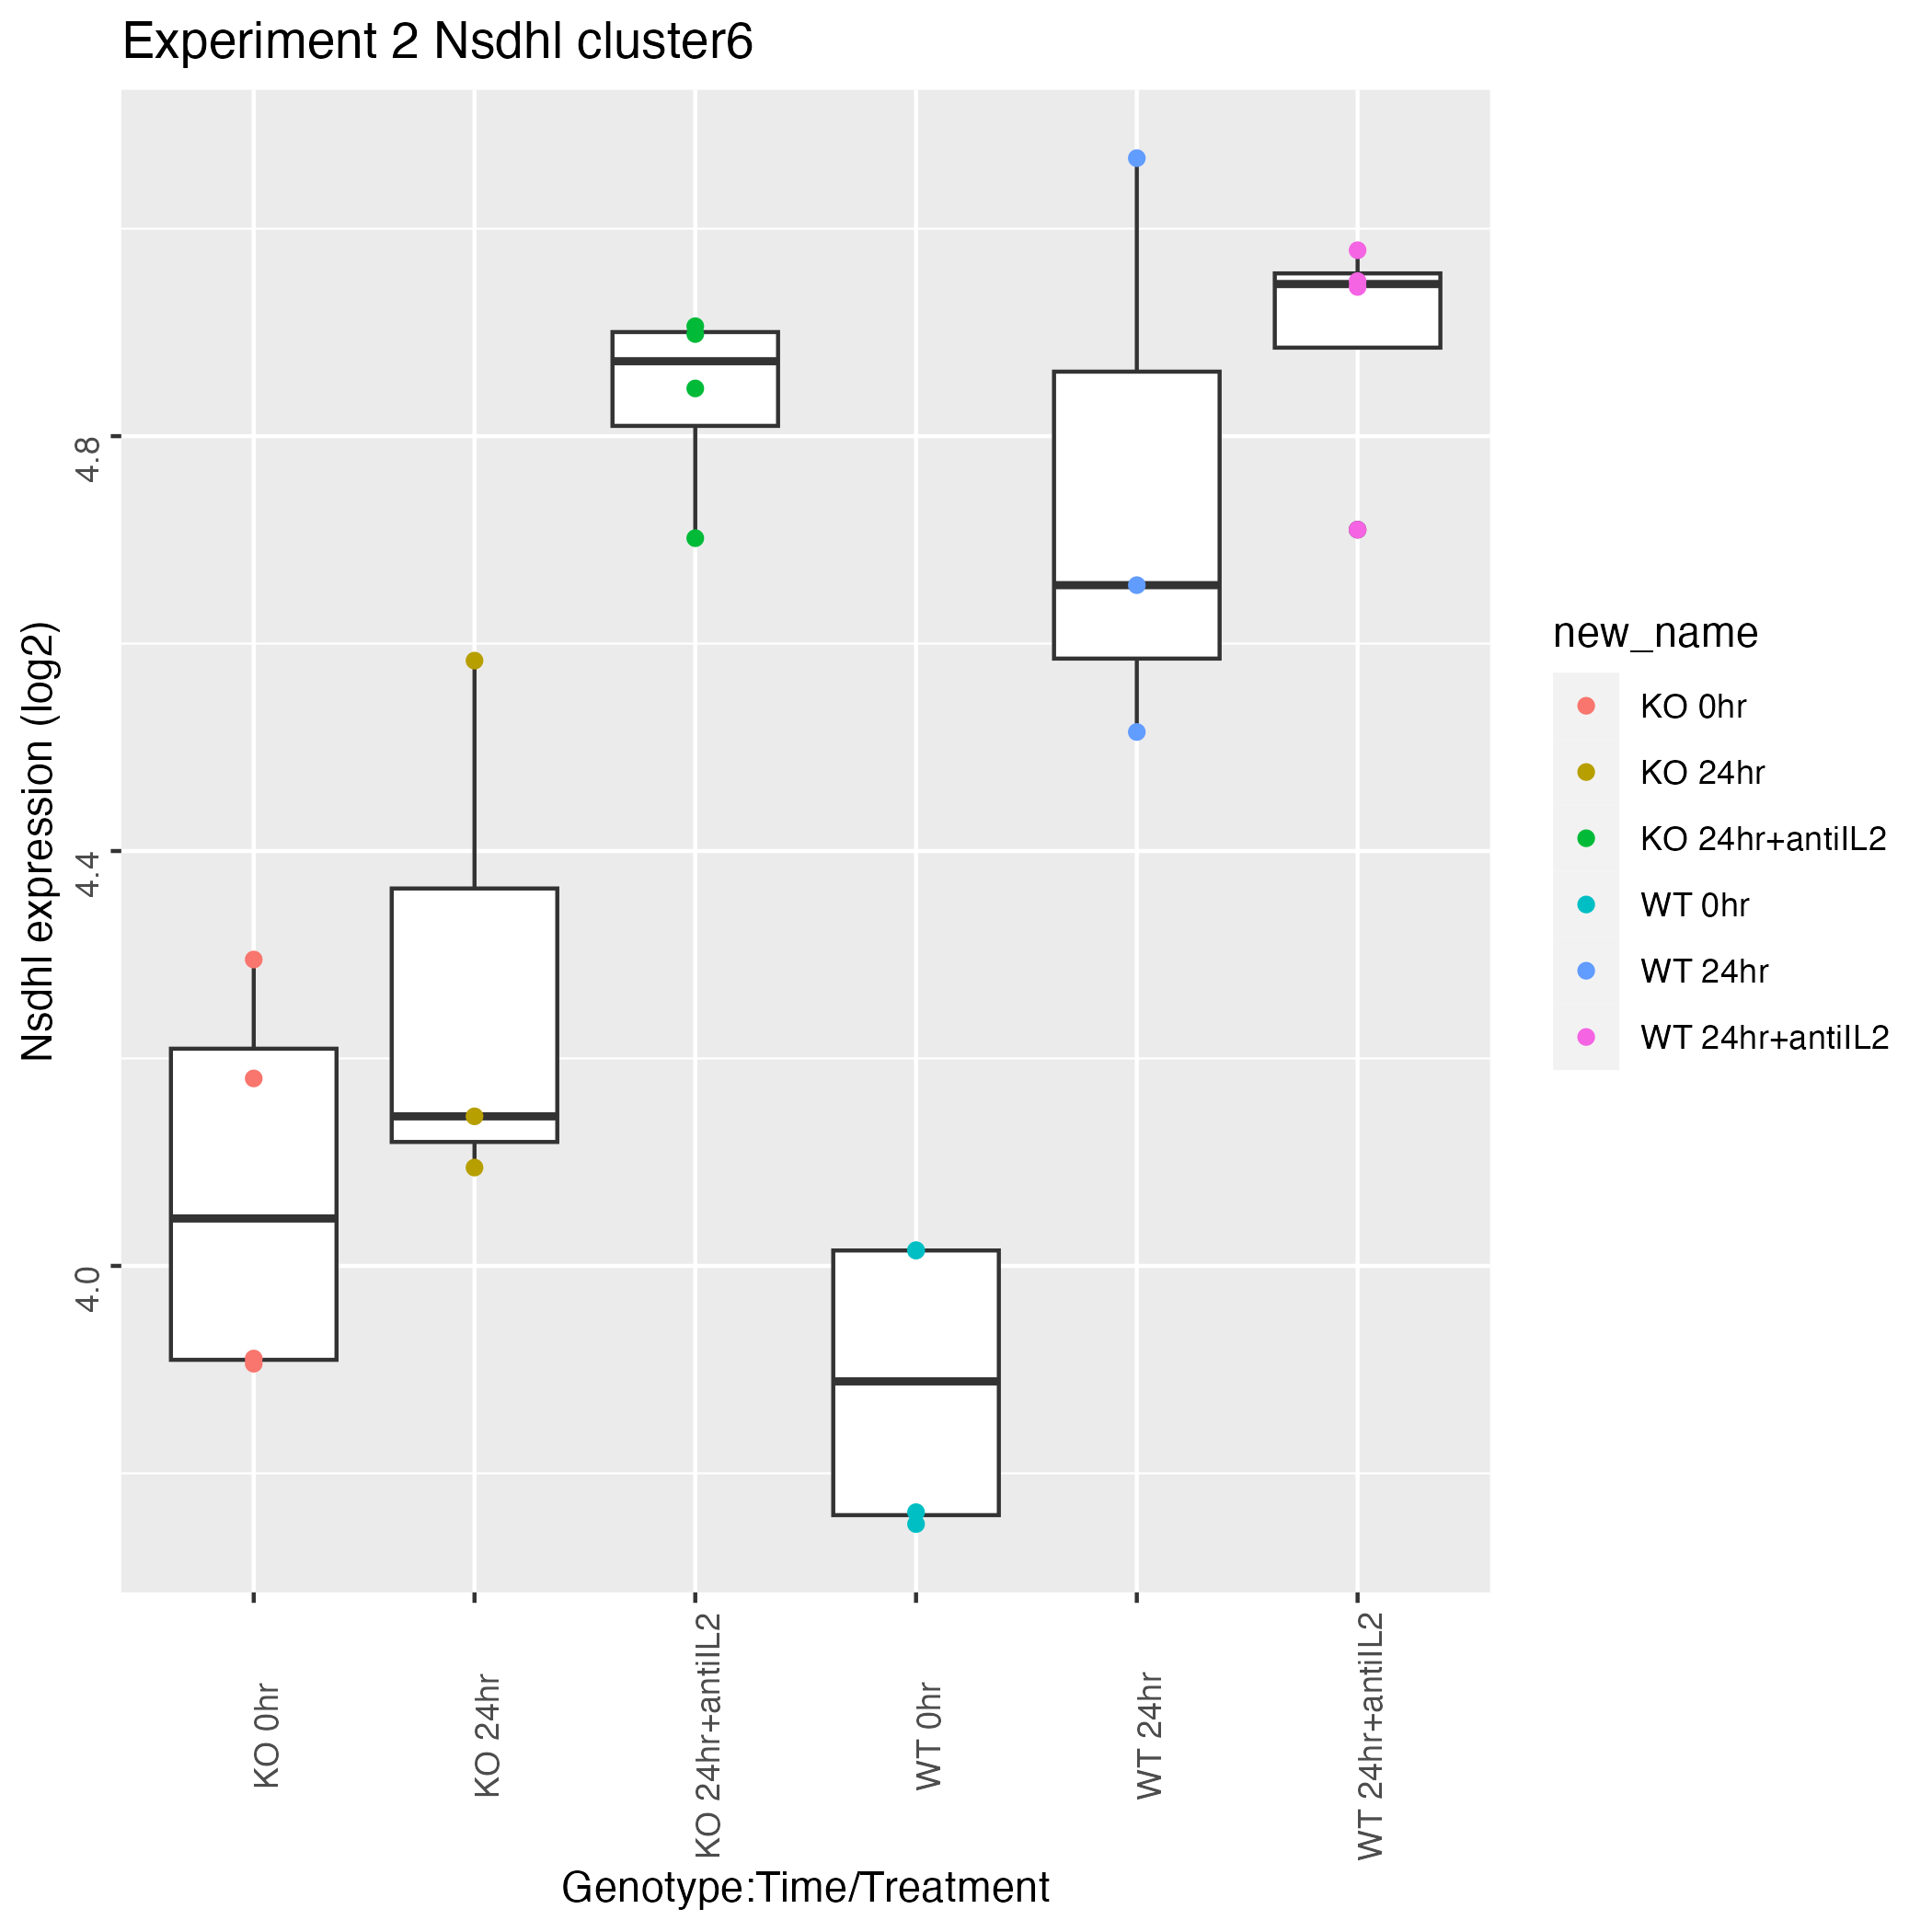 Experiment 2 Nsdhl cluster6
Nsdhl expression (log2)
4.8
4.4
4.0
KO 0hr
KO 24hr
KO 24hr+antiIL2
WT 0hr
WT 24hr
WT 24hr+antiIL2
Genotype:Time/Treatment
new_name
KO 0hr
KO 24hr
KO 24hr+antiIL2
WT 0hr
WT 24hr
WT 24hr+antiIL2